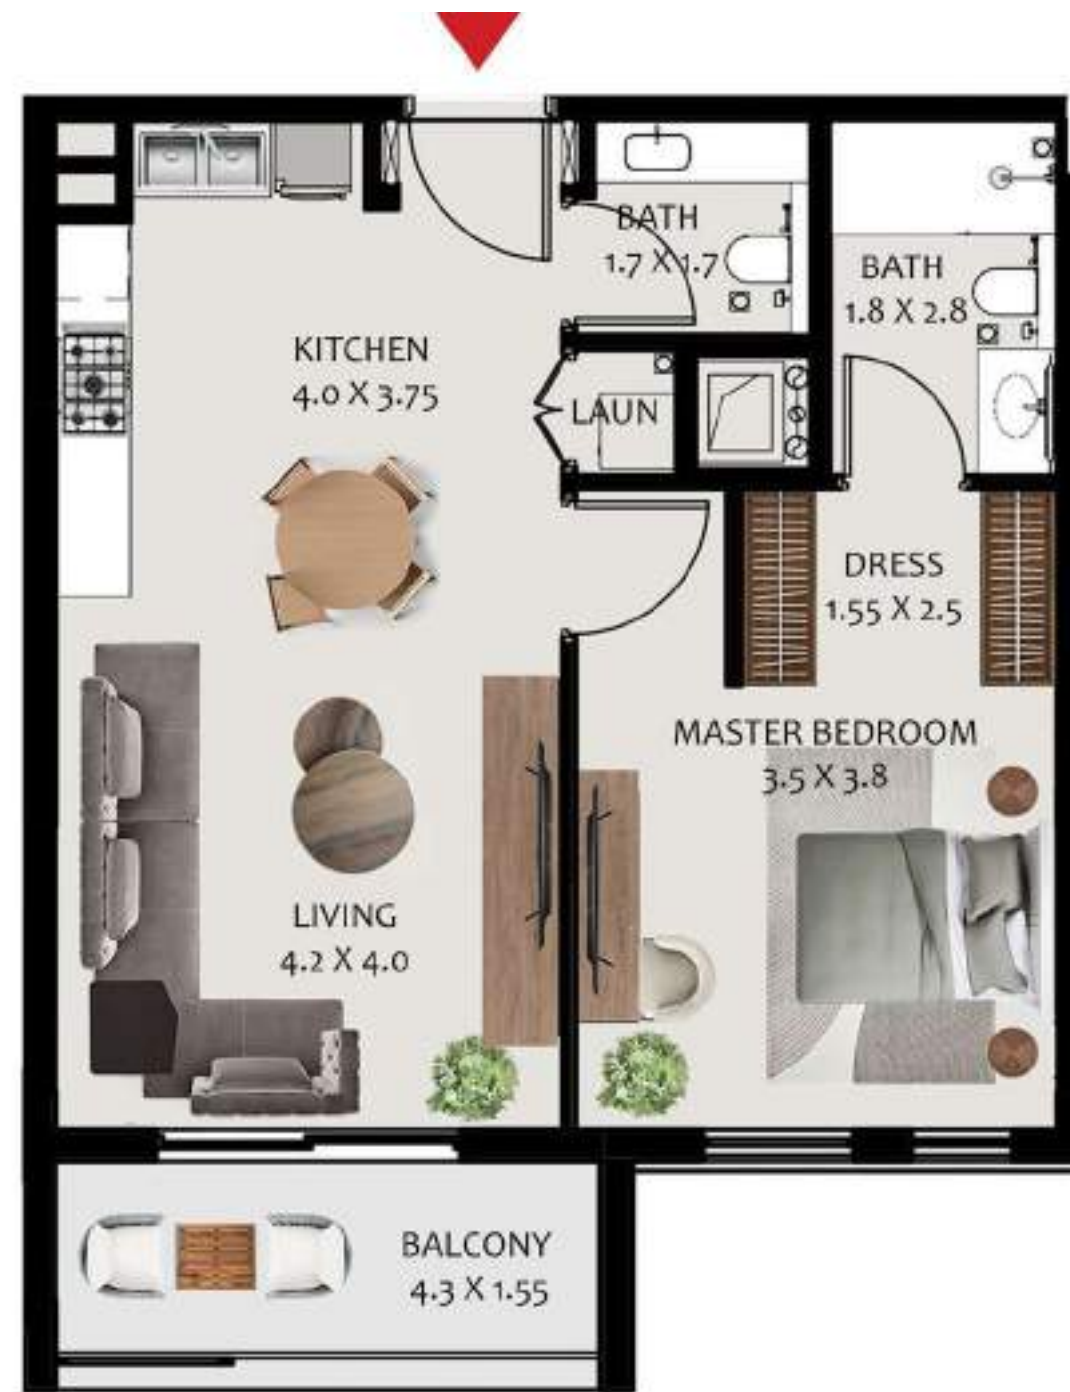 BATH
1.7 X 1.7
BATH
1.8 X 2.8
KITCHEN
4.0 X 3.75
LAUN
DRESS
1.55 X 2.5
MASTER BEDROOM
3.5 X 3.8
LIVING
4.2 X 4.0
BALCONY
4.3 X 1.55